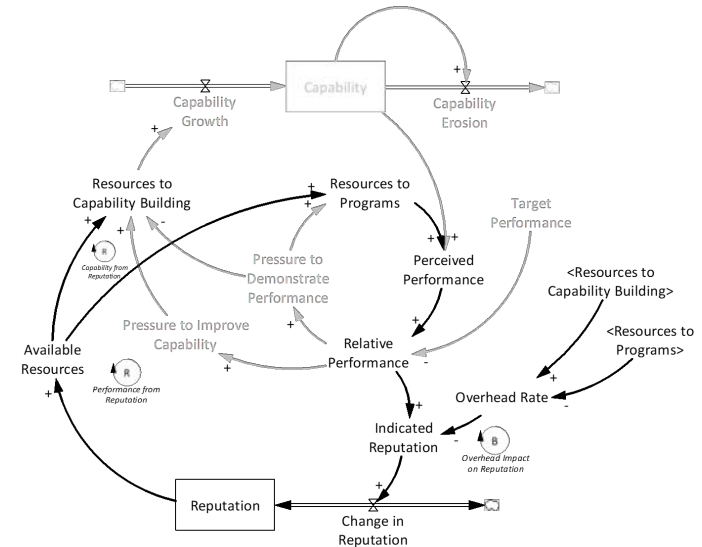 Capability
Capability
Growth
Capability
Erosion
+
+
Resources to
Capability Building
Resources to
Programs
Target
Performance
+
+
+
+
-
R
Capability from
Reputation
Pressure to
Demonstrate
Performance
+
+
Perceived
Performance
<Resources to
Capability Building>
<Resources to
Programs>
Pressure to Improve
Capability
+
+
Relative
Performance
-
+
Available
Resources
R
Performance from
Reputation
+
+
-
Overhead Rate
+
Indicated
Reputation
-
B
Overhead Impact
on Reputation
+
Reputation
Change in
Reputation